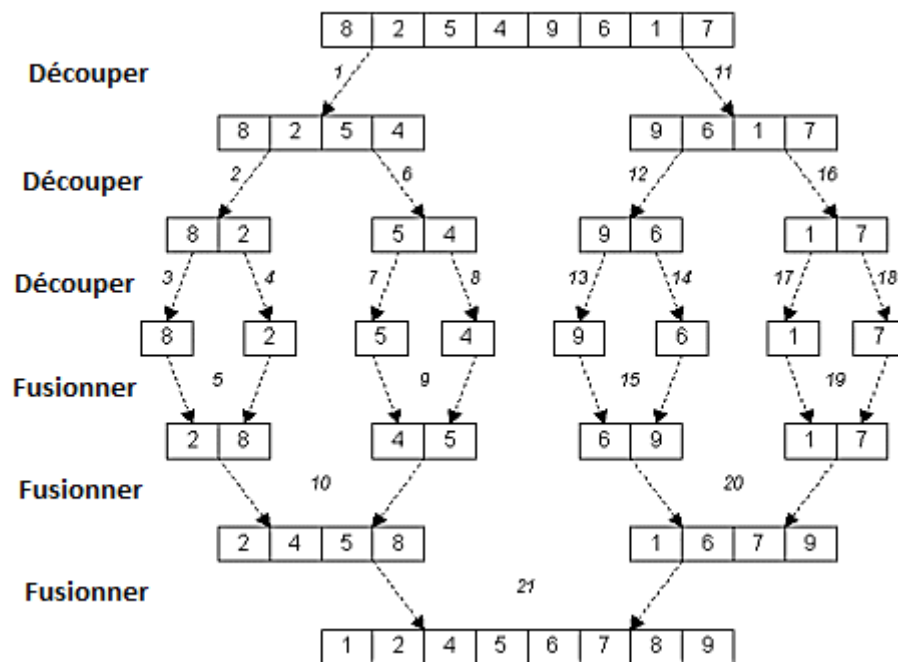 8 2 5 4 9 6 1 7
Découper 1 11
8 2 5 4 9 6 1 7
Découper 2 6 12 16
8 2 5 4 9 6 1 7
Découper 3 4 7 8 13 14 17 18
8 2 5 4 9 6 1 7
Fusionner 5 9 15 19
2 8 4 5 6 9 1 7
Fusionner 10 20
2 4 5 8 1 6 7 9
Fusionner 21
1 2 4 5 6 7 8 9